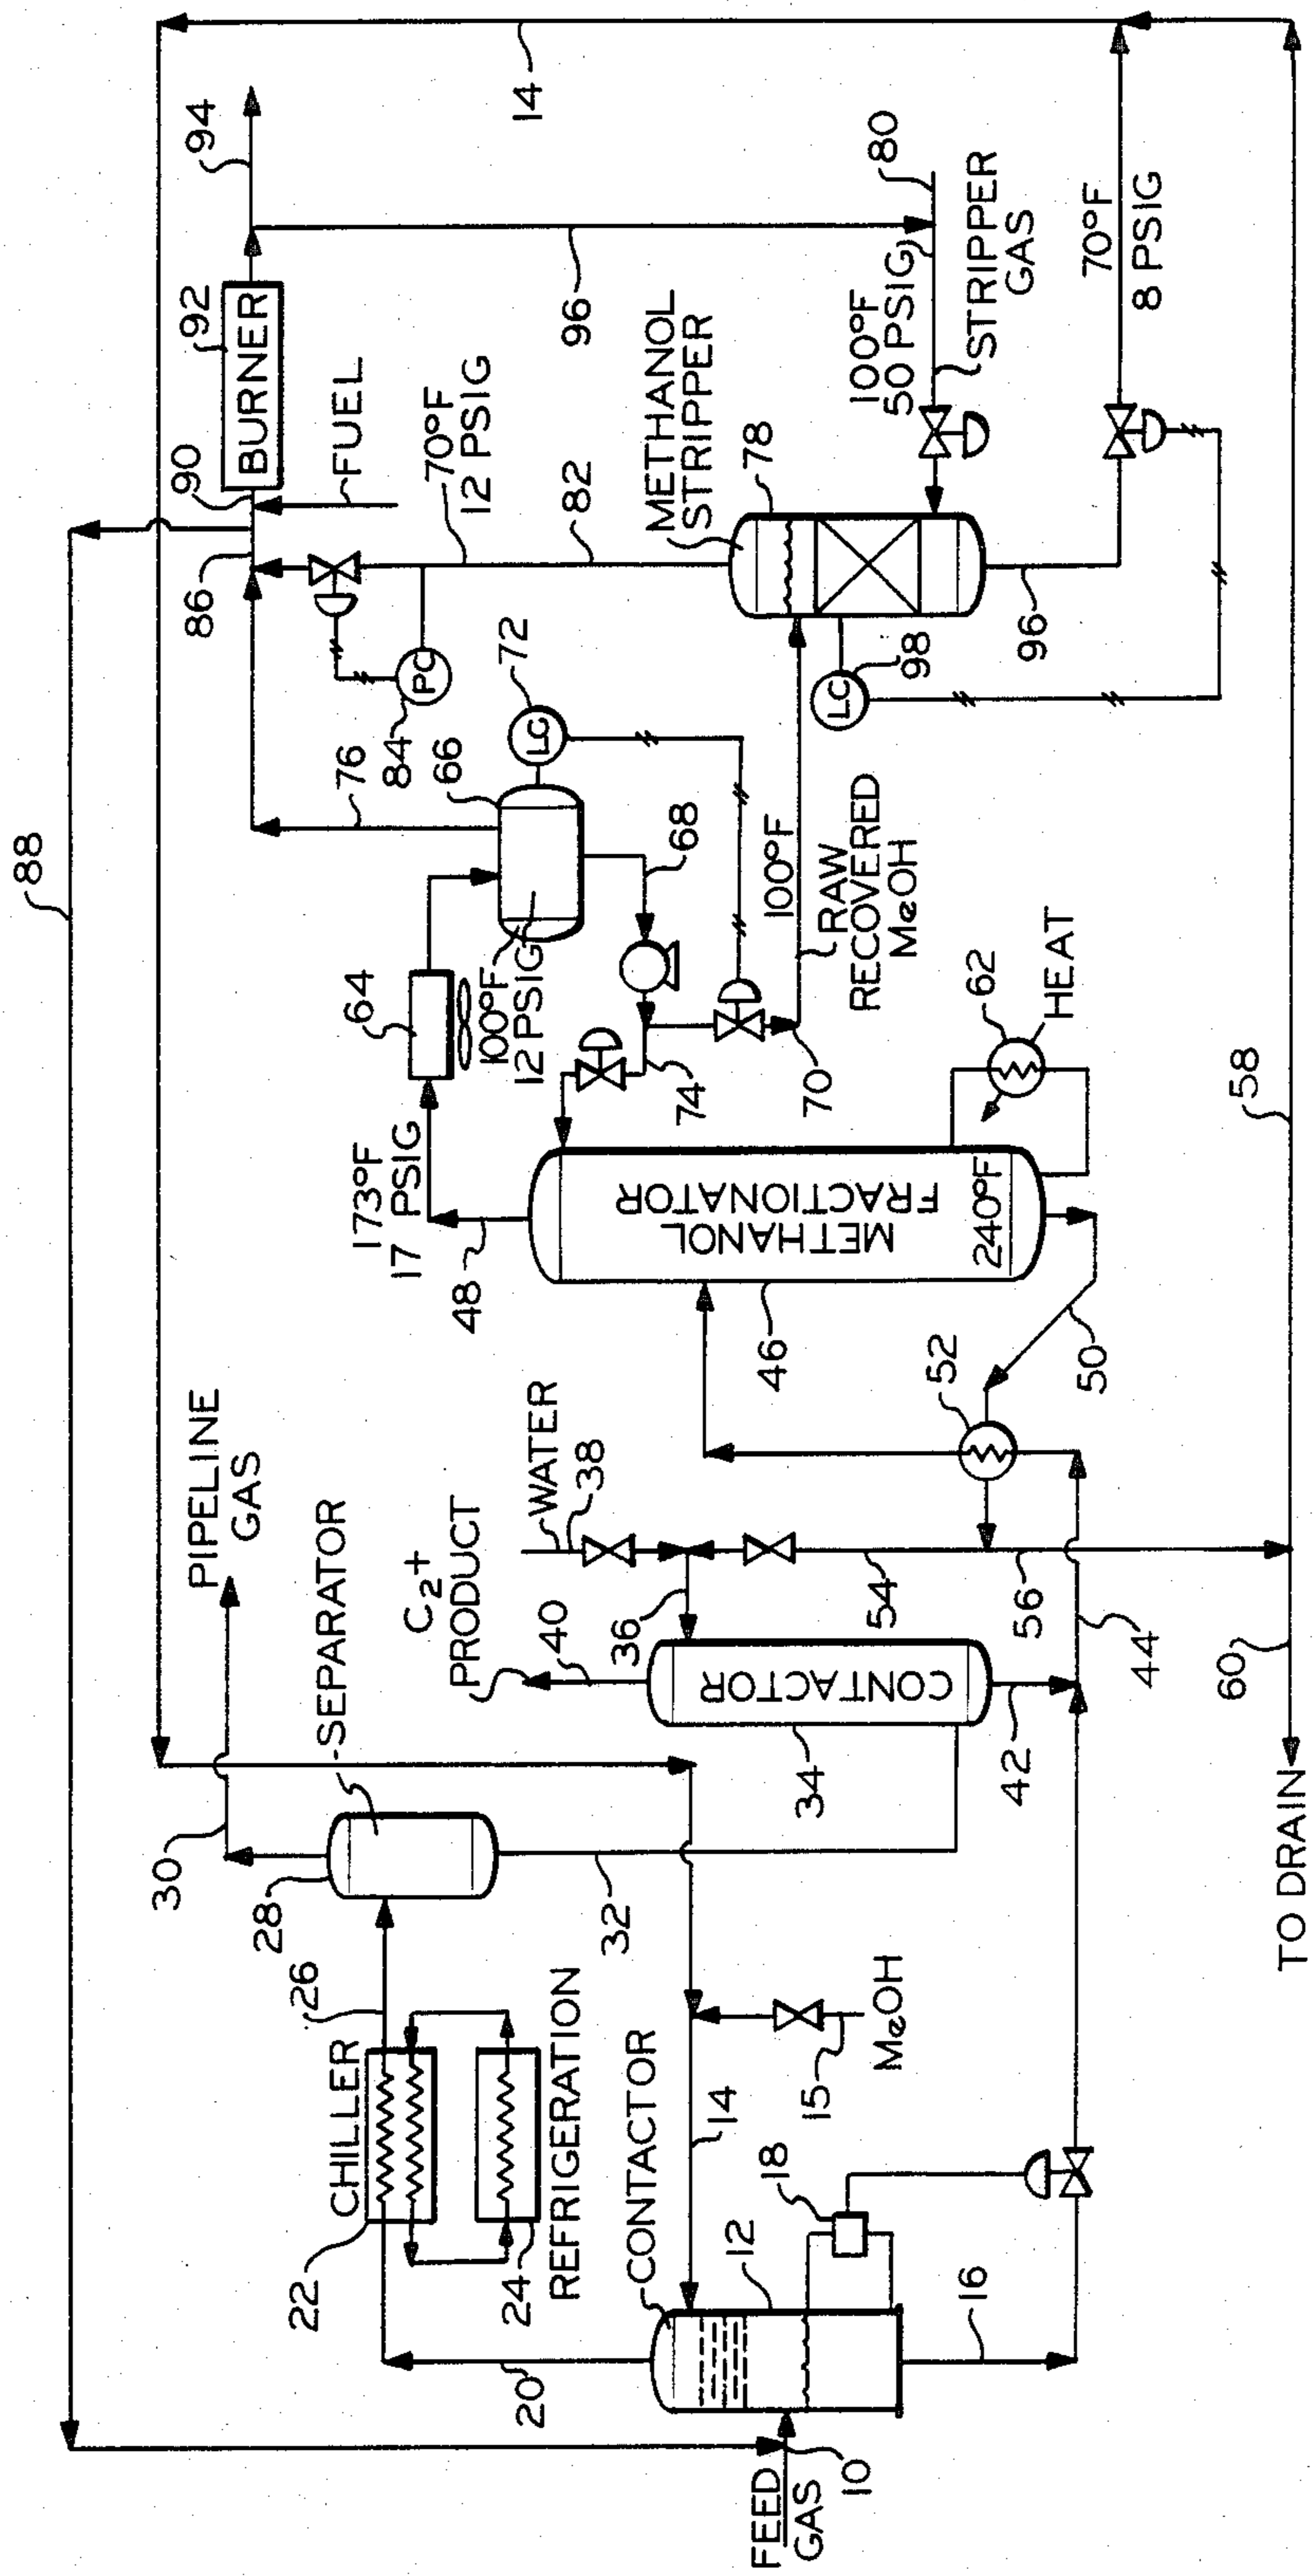 88
14
94
92
BURNER
90
86
FUEL
70°F
12 PSIG
82
96
80
100°F
50 PSIG
STRIPPER
GAS
METHANOL
STRIPPER
78
PC
84
76
66
72
LC
68
64
100°F
12 PSIG
74
70
100°F
RAW
RECOVERED
MeOH
LC
98
96
70°F
8 PSIG
173°F
17 PSIG
48
METHANOL
FRACTIONATOR
240°F
46
62
HEAT
50
52
58
PIPELINE
GAS
30
SEPARATOR
28
32
C2+
PRODUCT
40
WATER
38
36
CONTACTOR
34
42
54
56
44
60
TO DRAIN
26
CHILLER
22
24
REFRIGERATION
20
CONTACTOR
14
15
MeOH
12
18
16
FEED
GAS
10